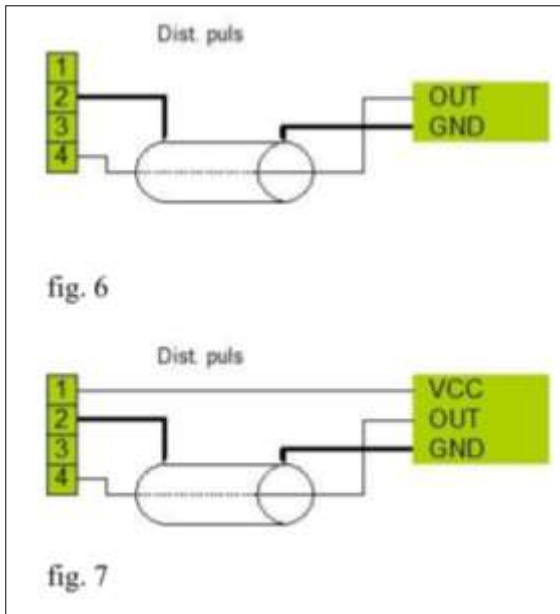 Dist. puls
1
2
3
4
OUT
GND
fig. 6
Dist. puls
1
2
3
4
VCC
OUT
GND
fig. 7